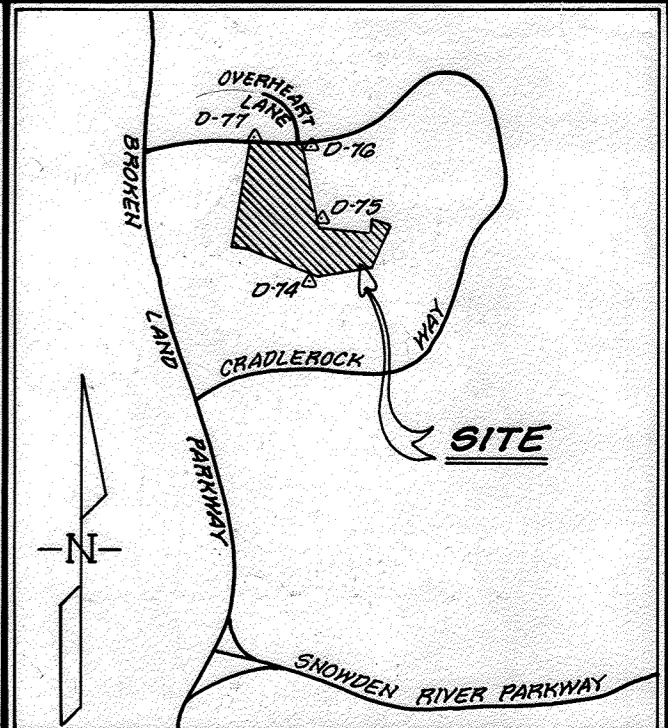 OVERHEART
LANE
D-77
D-76
BROKEN
D-75
D-74
LAND
WAY
CRADLEROCK
SITE
PARKWAY
-N-
SNOWDEN RIVER PARKWAY